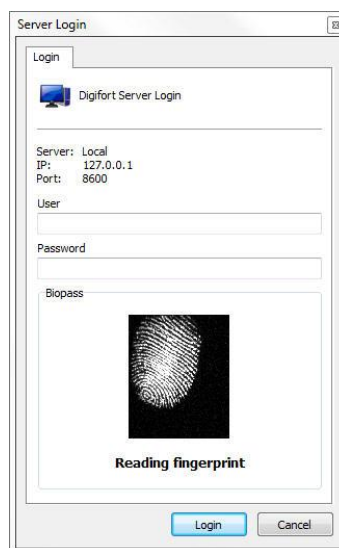 Server Login
Login
Digifort Server Login
Server: Local
IP: 127.0.0.1
Port: 8600
User
Password
Biopass
Reading fingerprint
Login Cancel